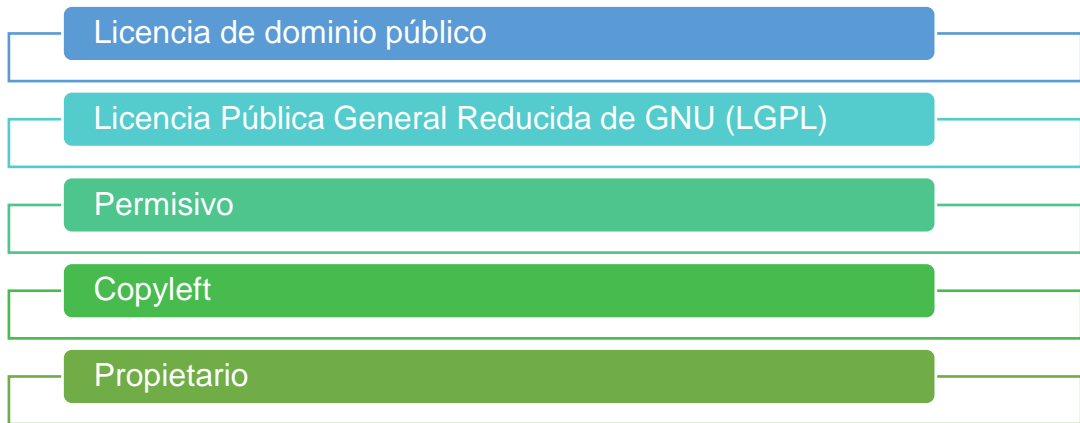 Licencia de dominio público
Licencia Pública General Reducida de GNU (LGPL)
Permisivo
Copyleft
Propietario